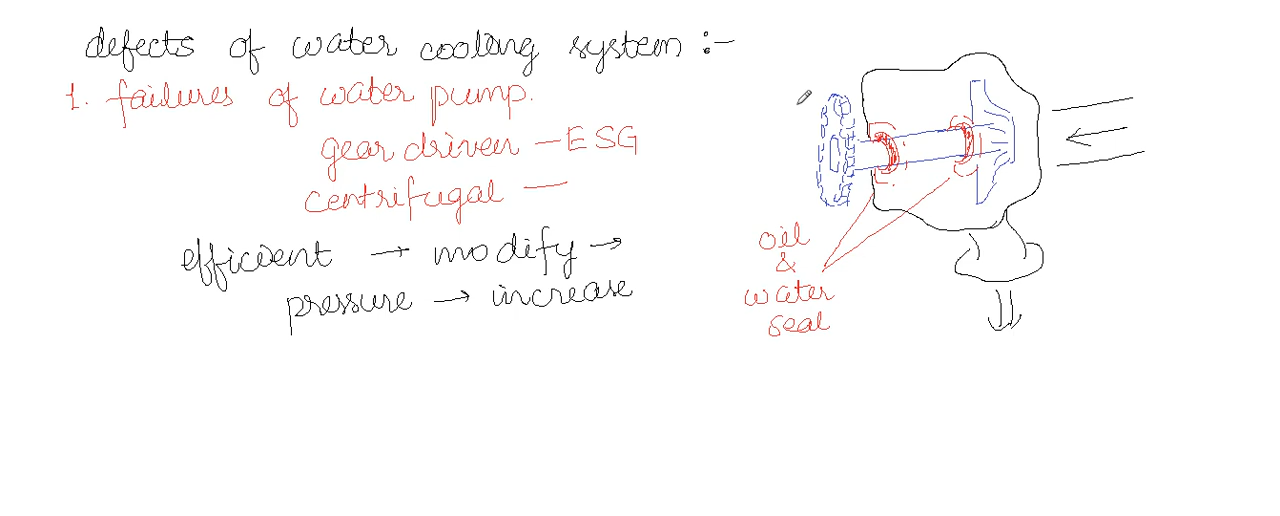 defects of water cooling system :-
1. failures of water pump.
gear driven – ESG
centrifugal –
efficient → modify →
pressure → increase
oil
&
water
seal